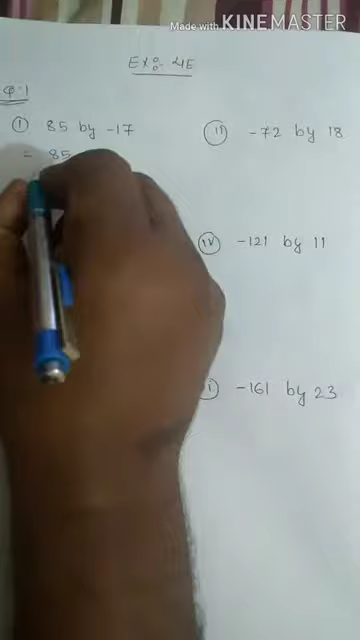 Made with KINEMASTER
Ex:- 4E
Q:1
(i) 85 by -17
= 85
(ii) -72 by 18
(iv) -121 by 11
-161 by 23